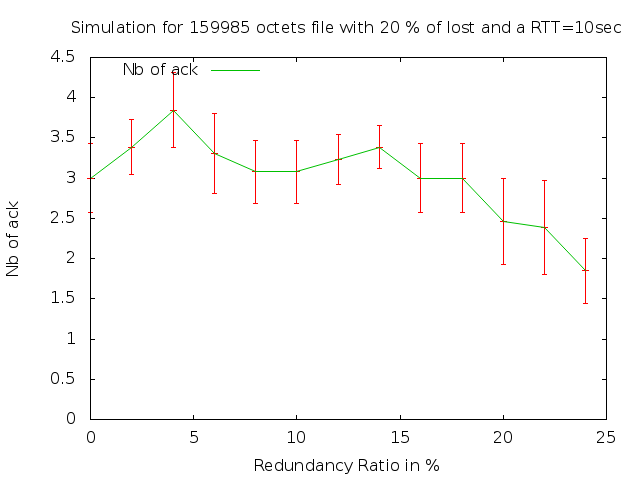 Simulation for 159985 octets file with 20 % of lost and a RTT=10sec
Nb of ack
4.5
4
3.5
3
2.5
2
1.5
1
0.5
0
Nb of ack
0 5 10 15 20 25
Redundancy Ratio in %